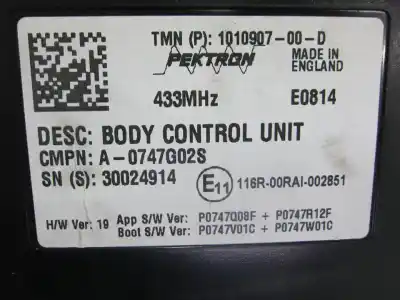 TMN (P): 1010907-00-D
PEKTRON
MADE IN
ENGLAND
433MHz
E0814
DESC: BODY CONTROL UNIT
CMPN: A-0747G02S
SN (S): 30024914
E11
116R-00RAI-002851
H/W Ver: 19
App S/W Ver: P0747Q08F + P0747R12F
Boot S/W Ver: P0747V01C + P0747W01C